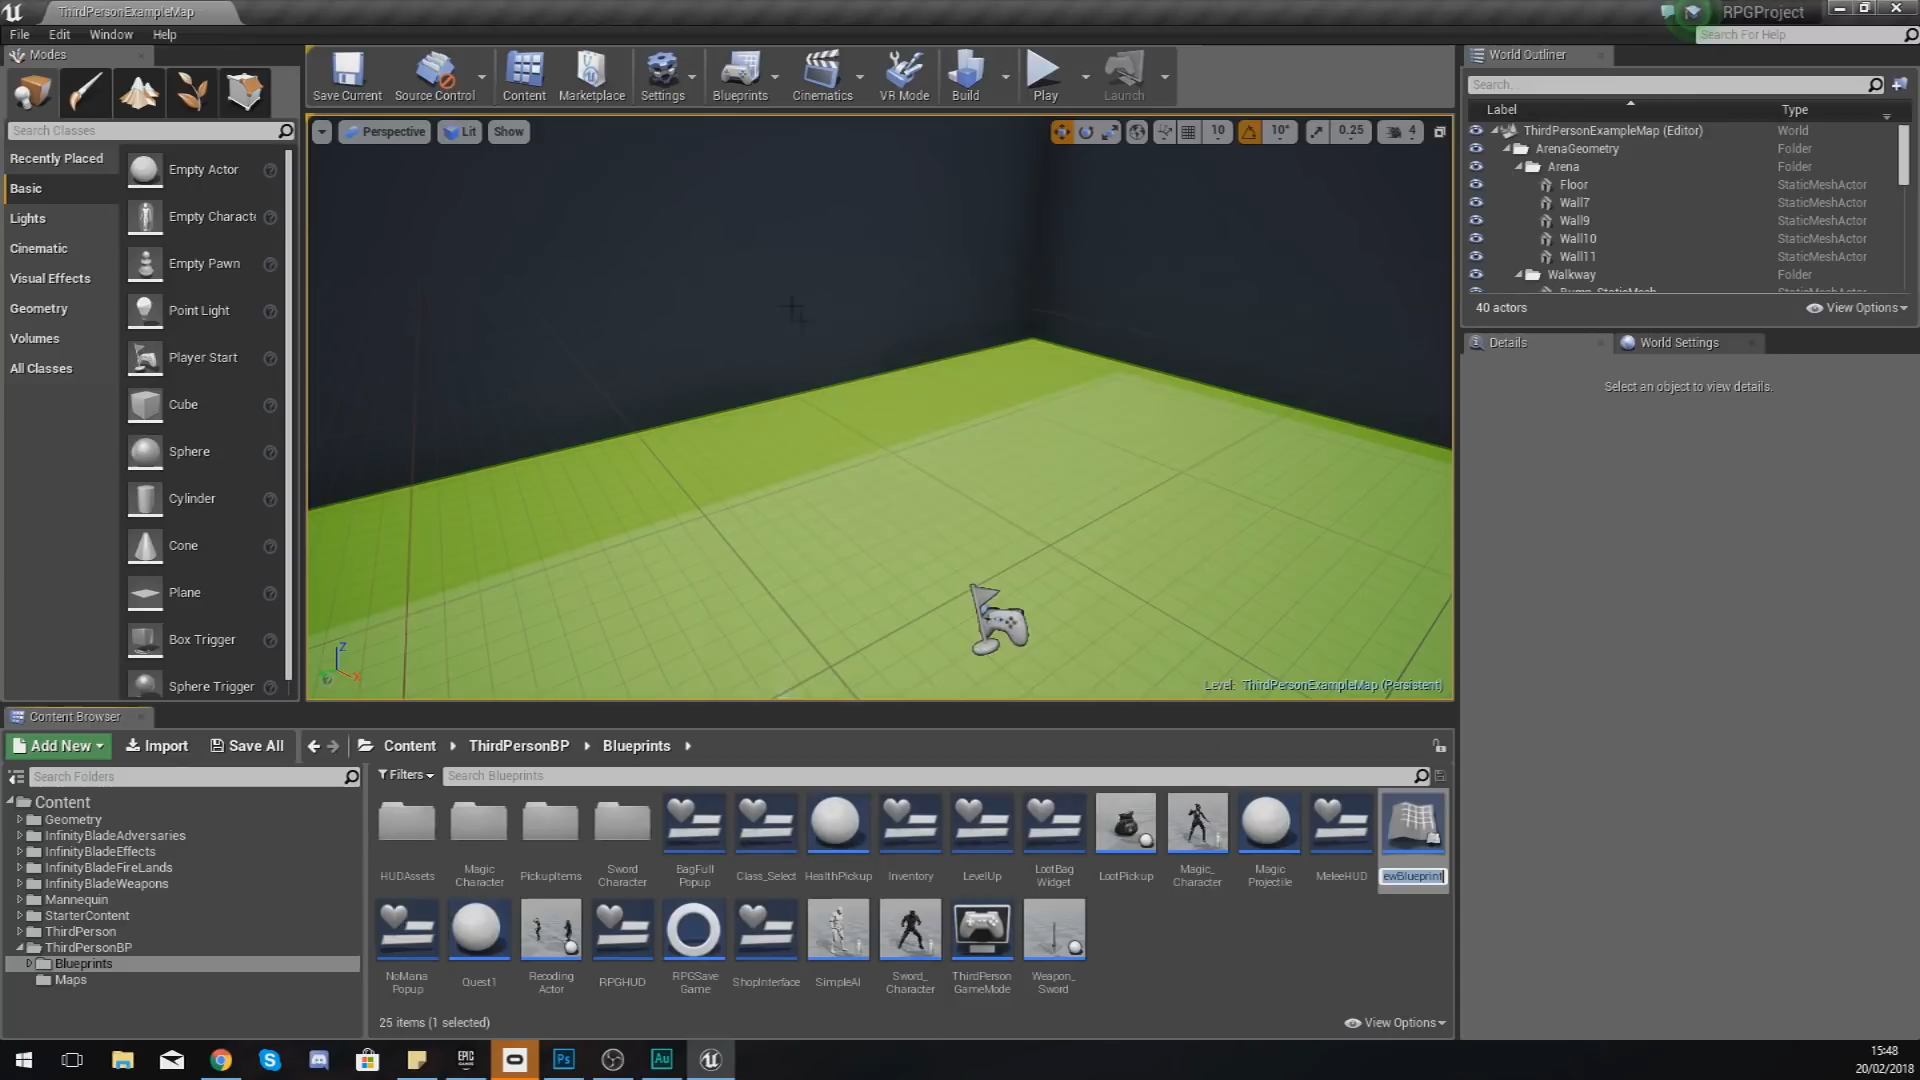 ThirdPersonExampleMap
RPGProject
File Edit Window Help
Search For Help
Modes
Search Classes
Recently Placed
Basic
Lights
Cinematic
Visual Effects
Geometry
Volumes
All Classes
Empty Actor
Empty Characte
Empty Pawn
Point Light
Player Start
Cube
Sphere
Cylinder
Cone
Plane
Box Trigger
Sphere Trigger
Save Current
Source Control
Content
Marketplace
Settings
Blueprints
Cinematics
VR Mode
Build
Play
Launch
Perspective
Lit
Show
10
10°
0.25
4
Z
X
Level: ThirdPersonExampleMap (Persistent)
World Outliner
Search...
Label Type
ThirdPersonExampleMap (Editor) World
ArenaGeometry Folder
Arena Folder
Floor StaticMeshActor
Wall7 StaticMeshActor
Wall9 StaticMeshActor
Wall10 StaticMeshActor
Wall11 StaticMeshActor
Walkway Folder
Bump_StaticMesh
40 actors
View Options
Details
World Settings
Select an object to view details.
Content Browser
Add New
Import
Save All
Content
ThirdPersonBP
Blueprints
Search Folders
Filters
Search Blueprints
Content
Geometry
InfinityBladeAdversaries
InfinityBladeEffects
InfinityBladeFireLands
InfinityBladeWeapons
Mannequin
StarterContent
ThirdPerson
ThirdPersonBP
Blueprints
Maps
HUDAssets
Magic
Character
PickupItems
Sword
Character
BagFull
Popup
Class_Select
HealthPickup
Inventory
LevelUp
LootBag
Widget
LootPickup
Magic_
Character
Magic
Projectile
MeleeHUD
ewBlueprint
NoMana
Popup
Quest1
Recoding
Actor
RPGHUD
RPGSave
Game
ShopInterface
SimpleAI
Sword_
Character
ThirdPerson
GameMode
Weapon_
Sword
25 items (1 selected)
View Options
EPIC
GAMES
Ps
Au
15:48
20/02/2018